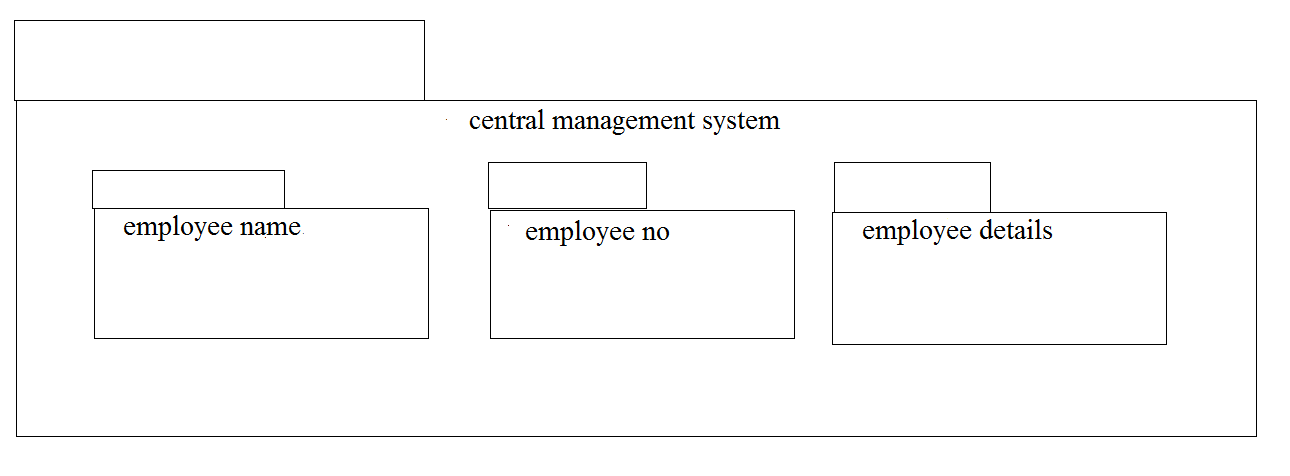 central management system
employee name
employee no
employee details